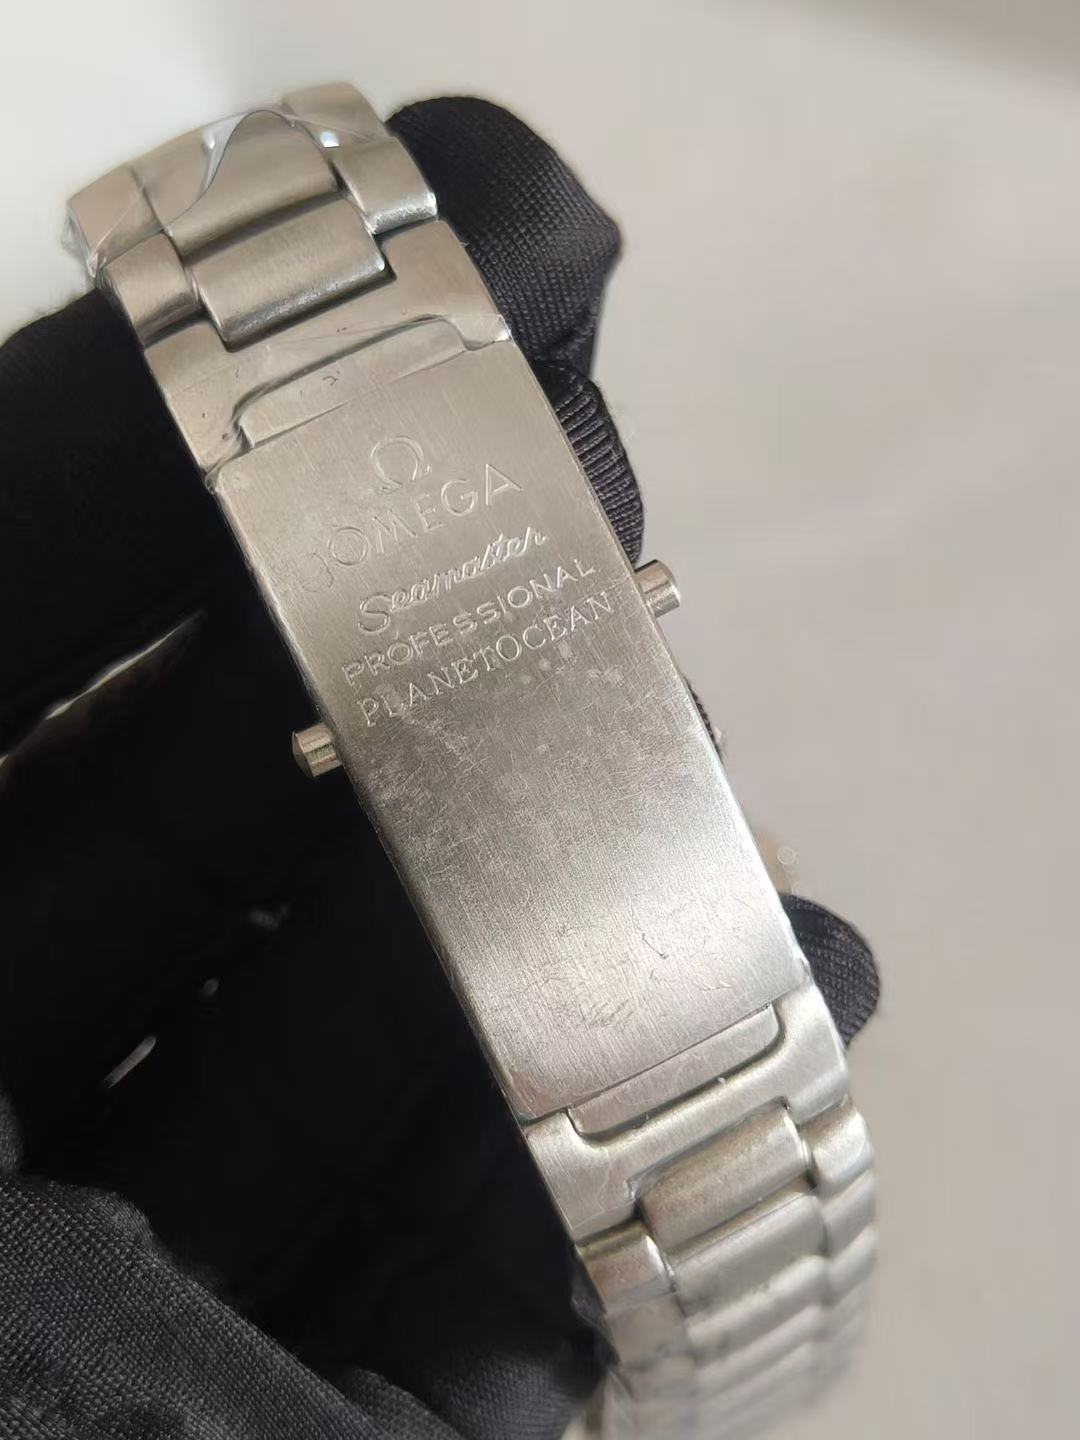 Ω
OMEGA
Seamaster
PROFESSIONAL
PLANETOCEAN